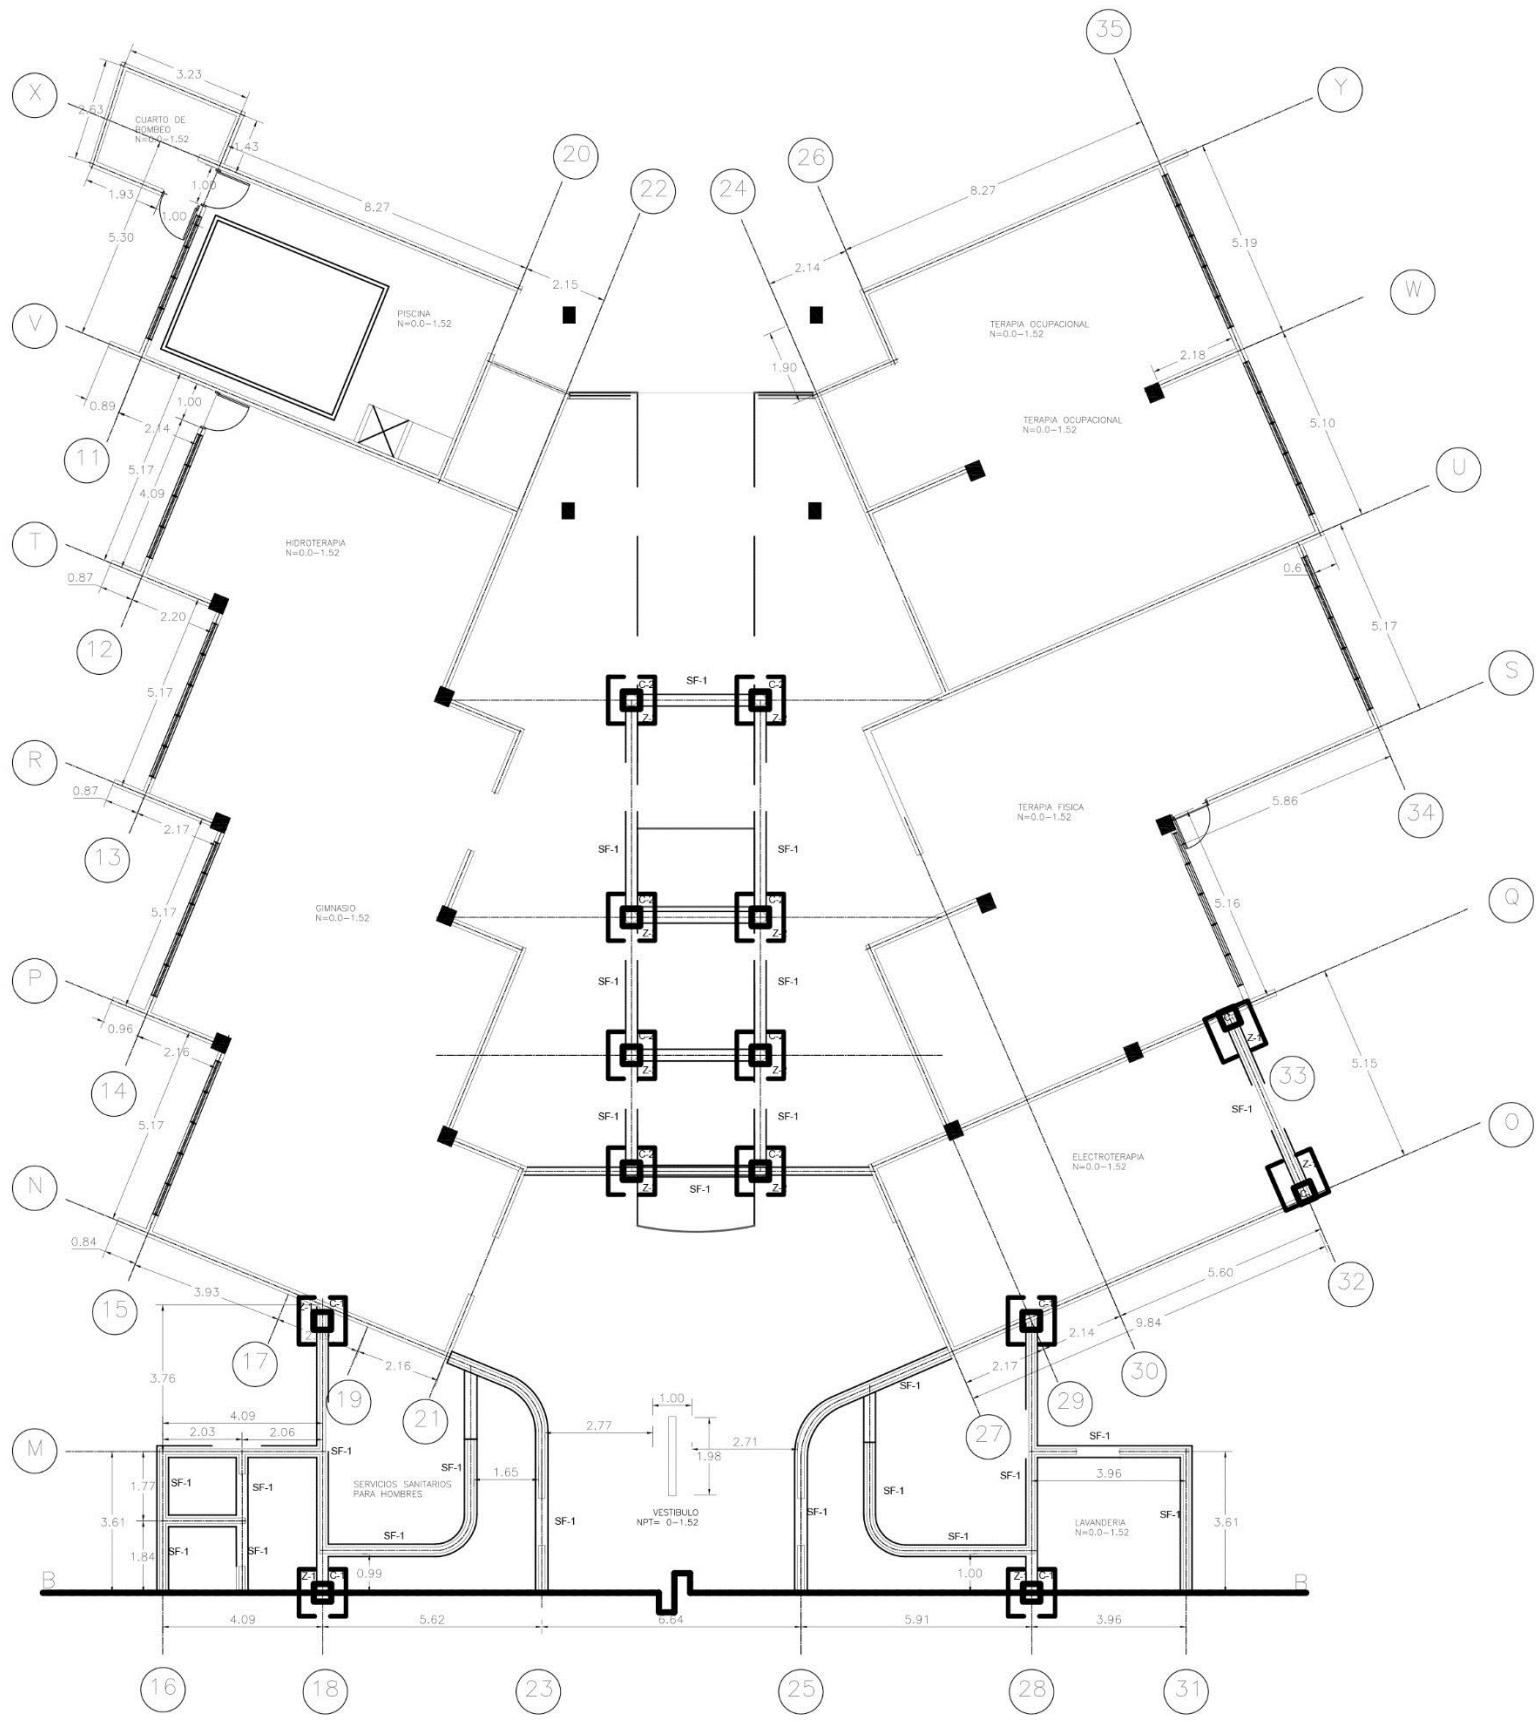 35
X
3.23
Y
2.63
CUARTO DE
BOMBEO
N=0.0-1.52
1.43
20
26
22
24
1.00
1.93
8.27
8.27
1.00
5.30
5.19
2.14
2.15
W
V
PISCINA
N=0.0-1.52
TERAPIA OCUPACIONAL
N=0.0-1.52
2.18
1.90
0.89
1.00
2.14
TERAPIA OCUPACIONAL
N=0.0-1.52
5.10
11
5.17
4.09
U
T
HIDROTERAPIA
N=0.0-1.52
0.87
2.20
5.17
12
S
SF-1
C-2
C-2
5.17
R
0.87
2.17
TERAPIA FISICA
N=0.0-1.52
5.86
34
13
SF-1
SF-1
5.17
GIMNASIO
N=0.0-1.52
5.16
Q
C-2
C-2
P
SF-1
SF-1
0.96
2.16
14
C-2
C-2
Z-1
33
5.15
5.17
SF-1
SF-1
SF-1
O
ELECTROTERAPIA
N=0.0-1.52
C-2
C-2
N
SF-1
0.84
3.93
5.60
15
32
9.84
17
2.14
3.76
2.16
2.17
30
19
SF-1
29
1.00
21
4.09
27
2.03
2.06
2.77
2.71
M
SF-1
SF-1
1.98
SF-1
SF-1
1.65
SF-1
3.96
1.77
SF-1
SF-1
SERVICIOS SANITARIOS
PARA HOMBRES
SF-1
VESTIBULO
NPT= 0-1.52
SF-1
SF-1
3.61
SF-1
SF-1
LAVANDERIA
N=0.0-1.52
3.61
1.84
SF-1
SF-1
0.99
1.00
B
B
4.09
5.62
6.64
5.91
3.96
16
18
23
25
28
31